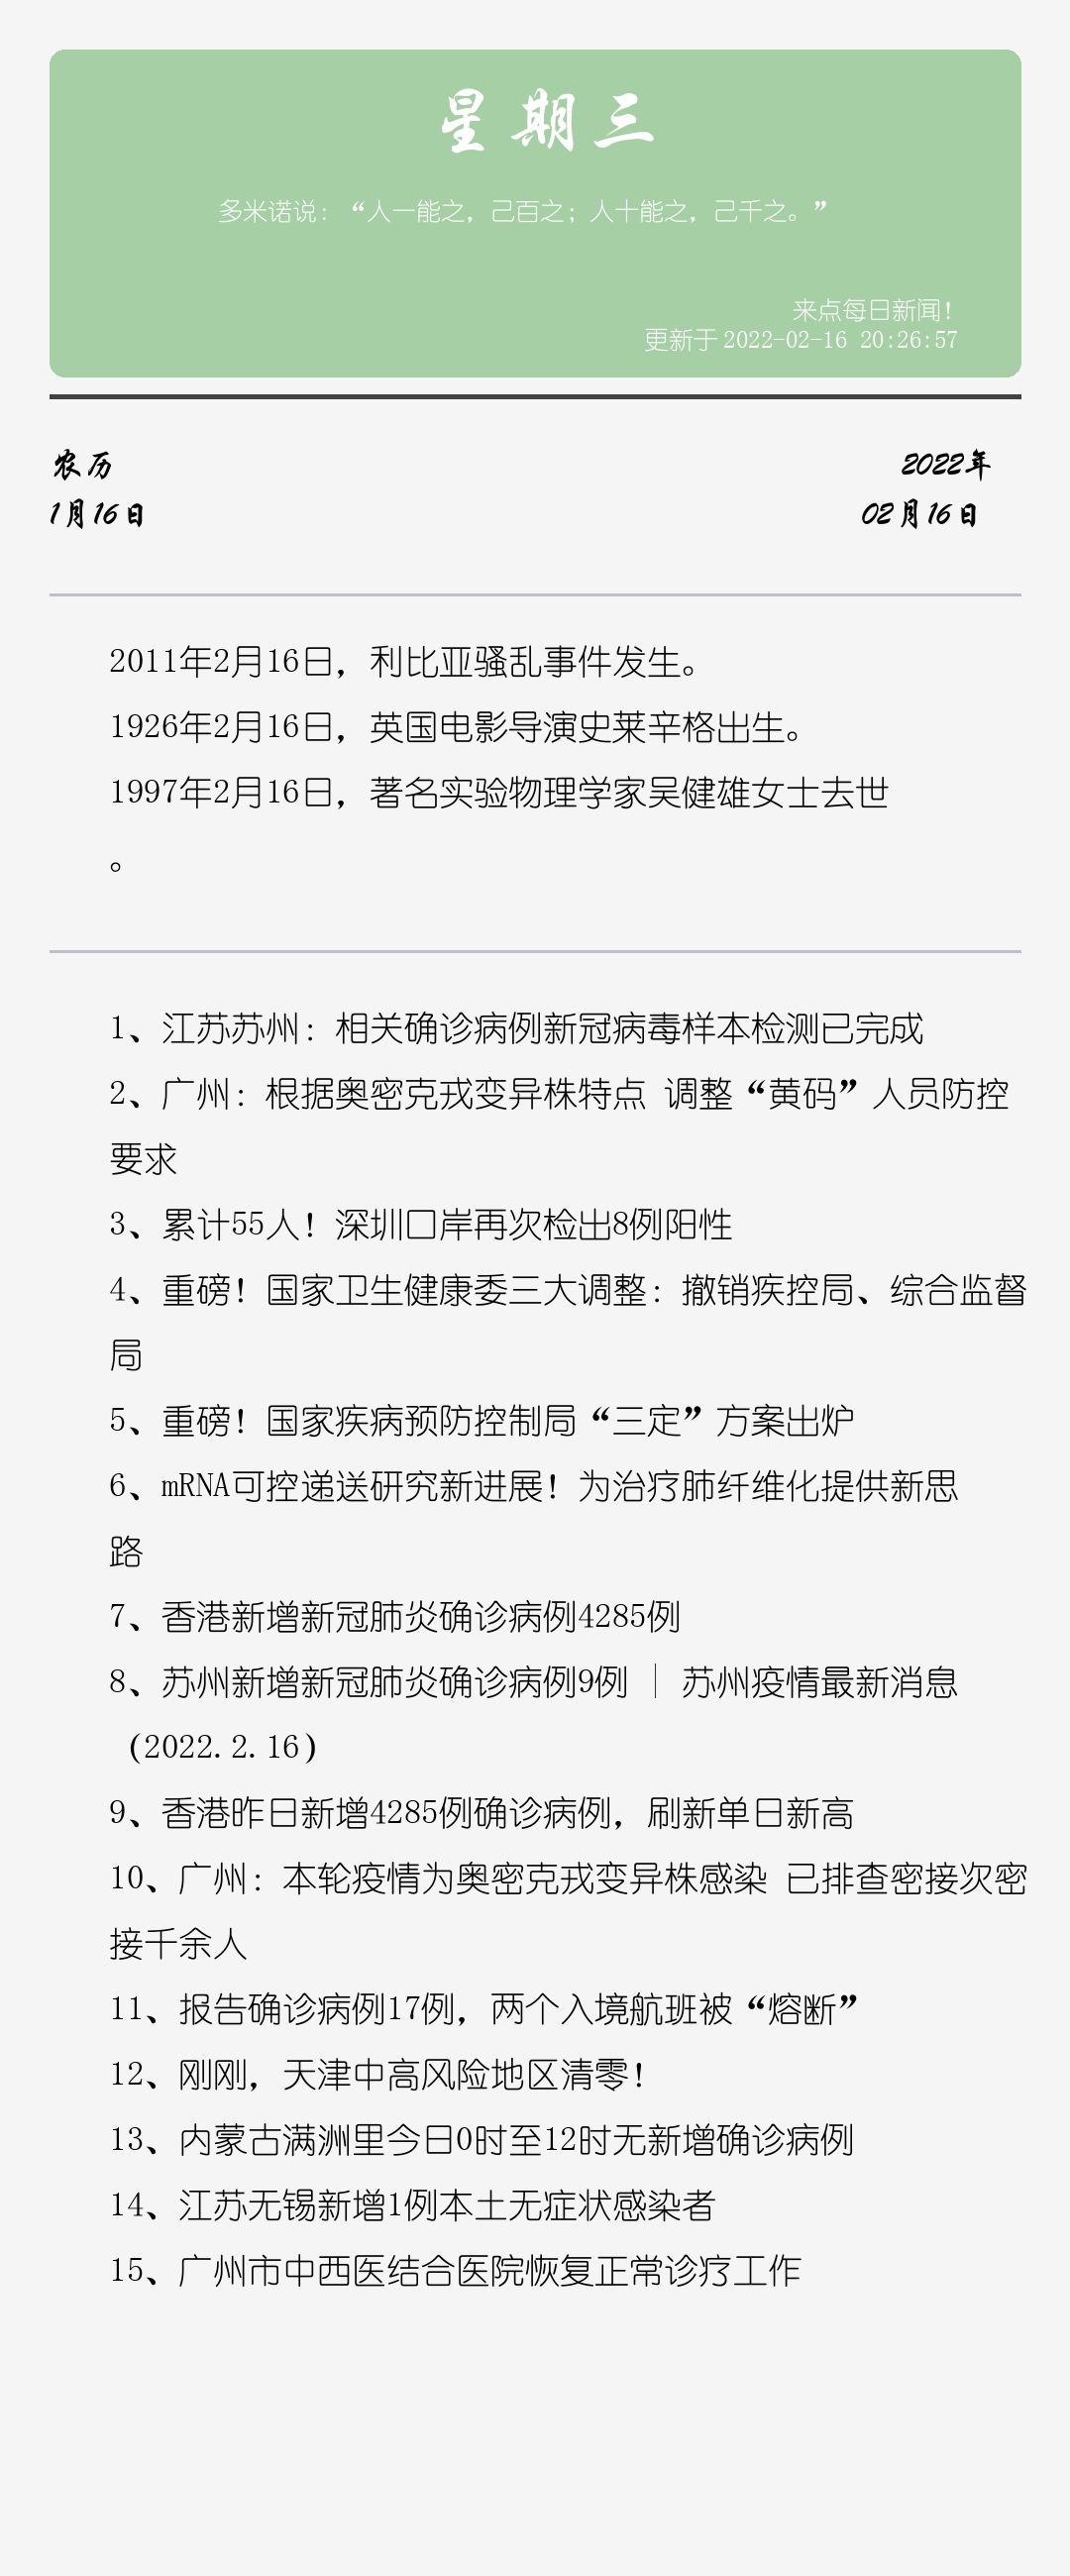 星期三
多米诺说：“人一能之，己百之；人十能之，己千之。”
来点每日新闻！
更新于 2022-02-16 20:26:57
农历
2022年
1月16日
02月16日
2011年2月16日，利比亚骚乱事件发生。
1926年2月16日，英国电影导演史莱辛格出生。
1997年2月16日，著名实验物理学家吴健雄女士去世
。
1、江苏苏州：相关确诊病例新冠病毒样本检测已完成
2、广州：根据奥密克戎变异株特点 调整“黄码”人员防控
要求
3、累计55人！深圳口岸再次检出8例阳性
4、重磅！国家卫生健康委三大调整：撤销疾控局、综合监督
局
5、重磅！国家疾病预防控制局“三定”方案出炉
6、mRNA可控递送研究新进展！为治疗肺纤维化提供新思
路
7、香港新增新冠肺炎确诊病例4285例
8、苏州新增新冠肺炎确诊病例9例 | 苏州疫情最新消息
（2022.2.16）
9、香港昨日新增4285例确诊病例，刷新单日新高
10、广州：本轮疫情为奥密克戎变异株感染 已排查密接次密
接千余人
11、报告确诊病例17例，两个入境航班被“熔断”
12、刚刚，天津中高风险地区清零！
13、内蒙古满洲里今日0时至12时无新增确诊病例
14、江苏无锡新增1例本土无症状感染者
15、广州市中西医结合医院恢复正常诊疗工作